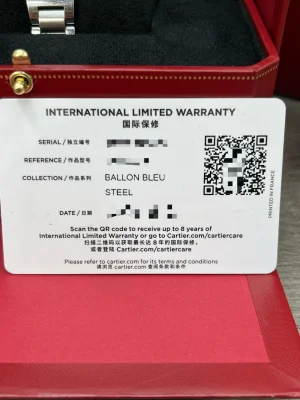 INTERNATIONAL LIMITED WARRANTY
国际保修
SERIAL / 独立编号
REFERENCE / 作品型号
COLLECTION / 作品系列 BALLON BLEU
STEEL
DATE / 日期
Scan the QR code to receive up to 8 years of
International Limited Warranty or go to Cartier.com/cartiercare
扫描二维码以获取最长达 8 年的国际保修,
或者登陆 Cartier.com/cartiercare
Please refer to cartier.com for its terms and conditions
请浏览 cartier.com 查阅条款和条件
PRINTED IN FRANCE